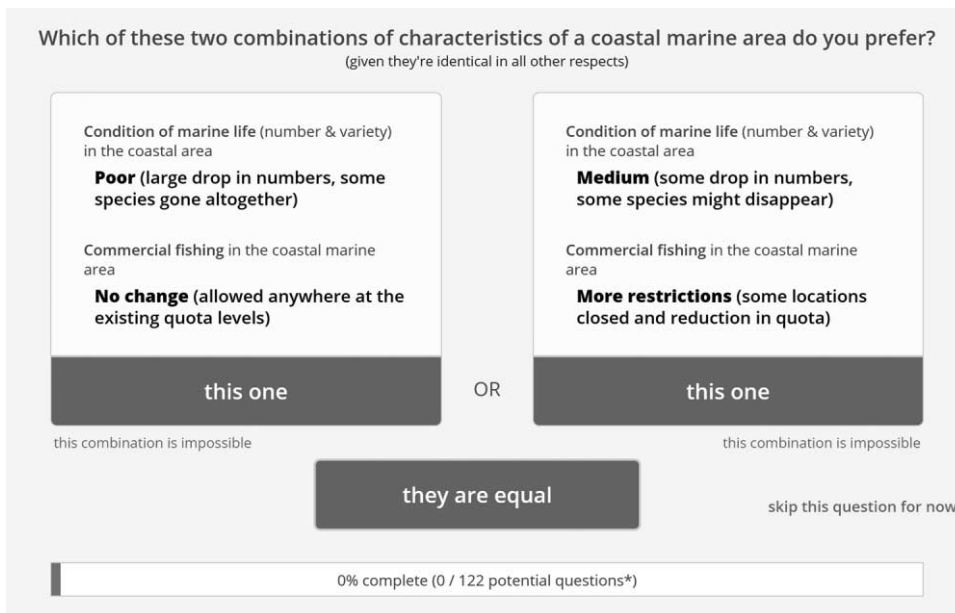 Which of these two combinations of characteristics of a coastal marine area do you prefer?
(given they're identical in all other respects)
Condition of marine life (number & variety)
in the coastal area
Poor (large drop in numbers, some
species gone altogether)
Commercial fishing in the coastal marine
area
No change (allowed anywhere at the
existing quota levels)
this one
this combination is impossible
OR
Condition of marine life (number & variety)
in the coastal area
Medium (some drop in numbers,
some species might disappear)
Commercial fishing in the coastal marine
area
More restrictions (some locations
closed and reduction in quota)
this one
this combination is impossible
they are equal
skip this question for now
0% complete (0 / 122 potential questions*)